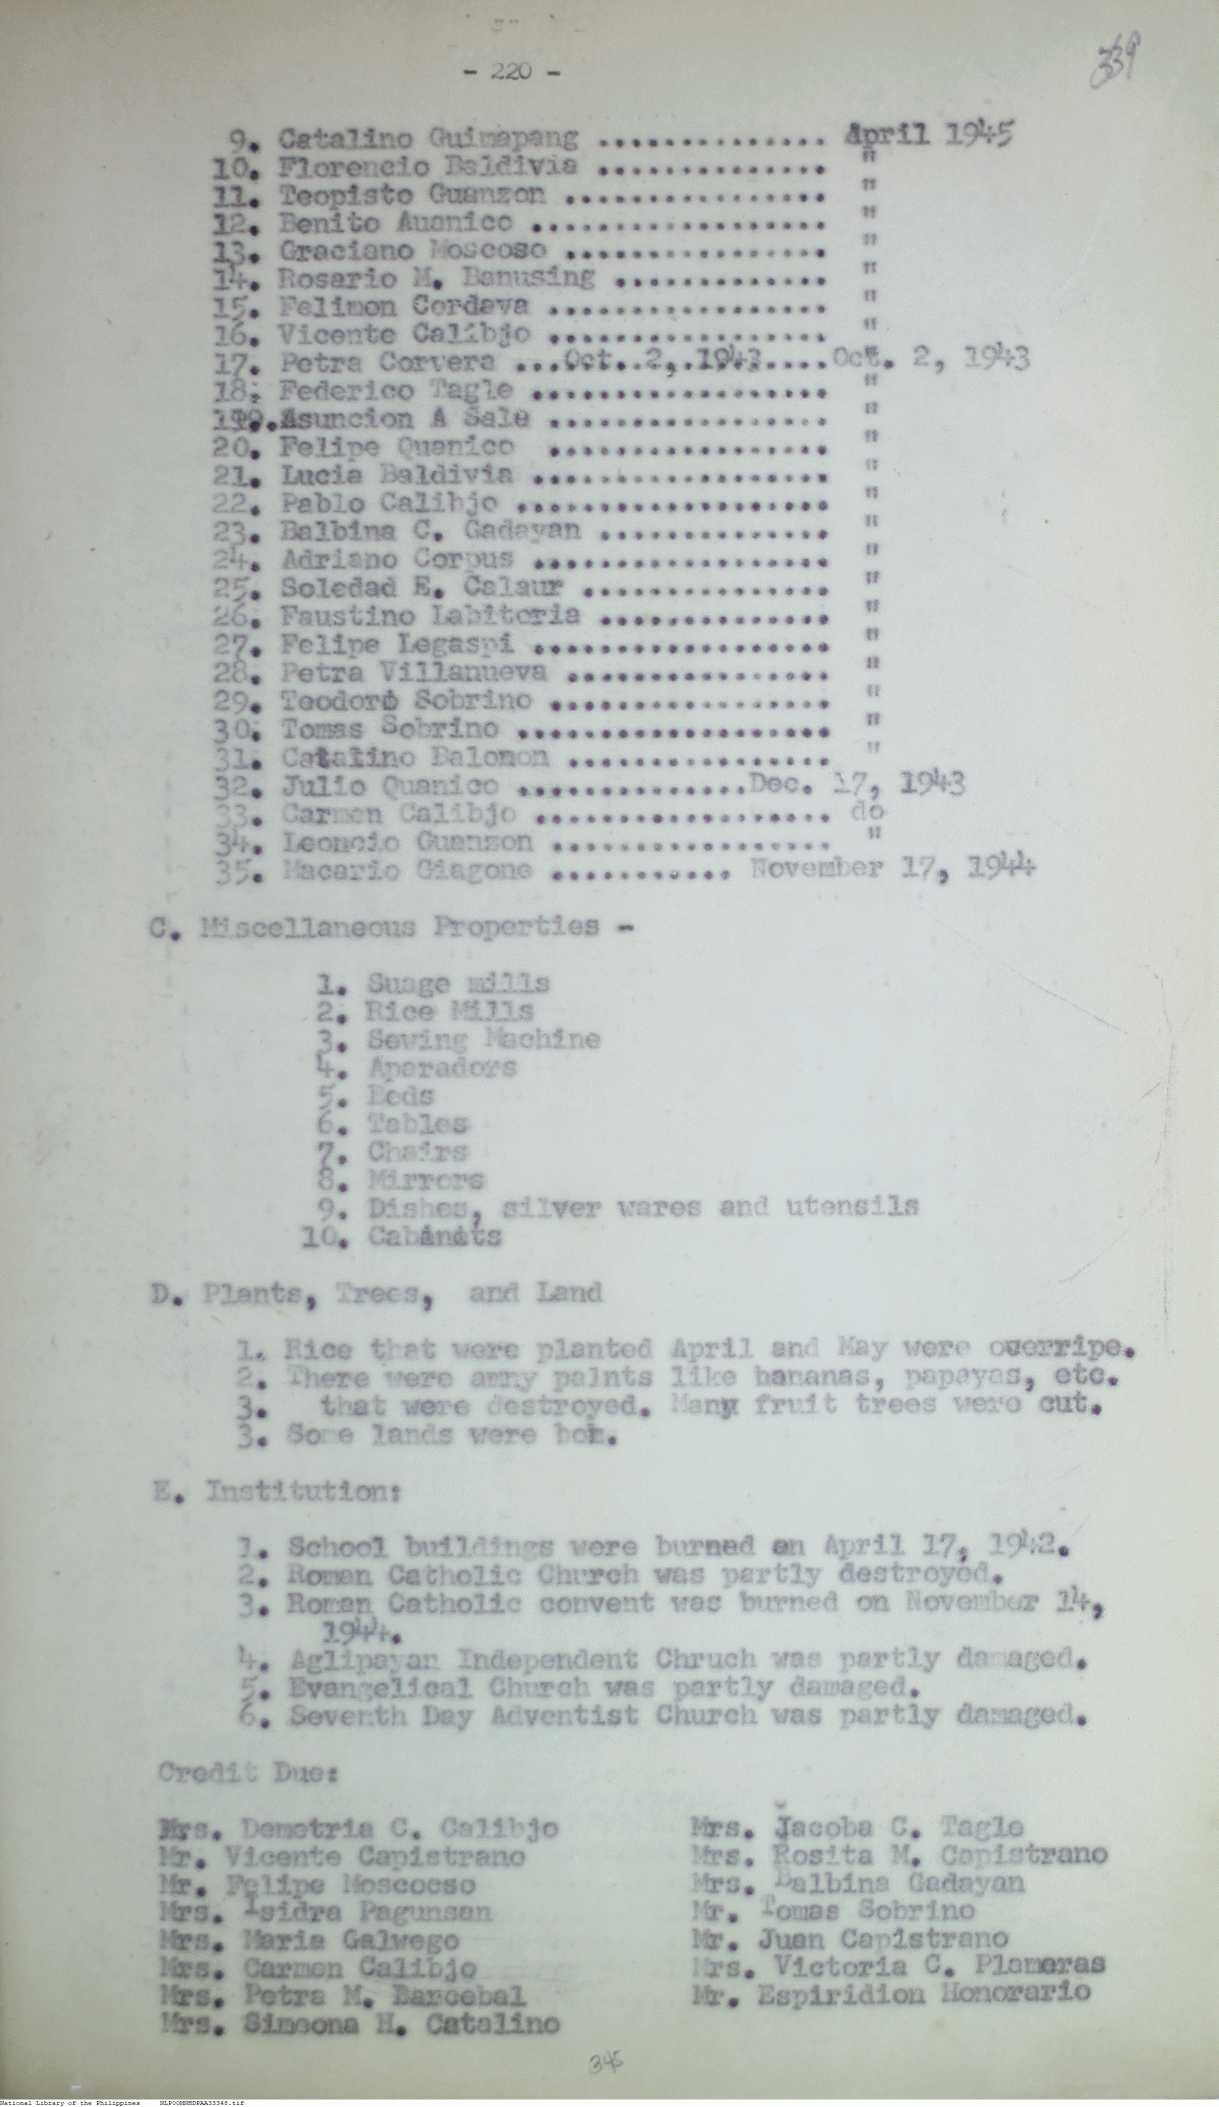 - 220 -
339
9. Catalino Guimapang .............. April 1945
10. Florencio Baldivia .............. "
11. Teopisto Guanzon ................ "
12. Benito Auanico .................. "
13. Graciano Moscoso ................ "
14. Rosario M. Banusing ............. "
15. Felimon Cordava ................. "
16. Vicente Calibjo ................. "
17. Petra Corvera ...Oct. 2, 1943....Oct. 2, 1943
18. Federico Tagle .................. "
19. Asuncion A Sale ................. "
20. Felipe Quanico ................. "
21. Lucia Baldivia .................. "
22. Pablo Calibjo ................... "
23. Balbina C. Gadayan .............. "
24. Adriano Corpus .................. "
25. Soledad E. Calaur ............... "
26. Faustino Labitoria .............. "
27. Felipe Legaspi .................. "
28. Petra Villanueva ................ "
29. Teodoro Sobrino ................. "
30. Tomas Sobrino ................... "
31. Catalino Balomon ................ "
32. Julio Quanico ..............Dec. 17, 1943
33. Carmen Calibjo .................. do
34. Leoncio Guanzon ................. "
35. Macario Giagone ........... November 17, 1944
C. Miscellaneous Properties -
1. Suage mills
2. Rice Mills
3. Sewing Machine
4. Aparadors
5. Beds
6. Tables
7. Chairs
8. Mirrors
9. Dishes, silver wares and utensils
10. Cabinets
D. Plants, Trees, and Land
1. Rice that were planted April and May were overripe.
2. There were amny palnts like bananas, papayas, etc.
3. that were destroyed. Many fruit trees were cut.
3. Some lands were
E. Institution:
1. School buildings were burned on April 17, 1942.
2. Roman Catholic Church was partly destroyed.
3. Roman Catholic convent was burned on November 14,
1944.
4. Aglipayan Independent Chruch was partly damaged.
5. Evangelical Church was partly damaged.
6. Seventh Day Adventist Church was partly damaged.
Credit Due:
Mrs. Demetria C. Calibjo Mrs. Jacoba C. Tagle
Mr. Vicente Capistrano Mrs. Rosita M. Capistrano
Mr. Felipe Moscocso Mrs. Balbina Gadayan
Mrs. Isidra Pagunsan Mr. Tomas Sobrino
Mrs. Maria Galwego Mr. Juan Capistrano
Mrs. Carmen Calibjo Mrs. Victoria C. Plameras
Mrs. Petra M. Barcebal Mr. Espiridion Honorario
Mrs. Simeona H. Catalino
345
National Library of the Philippines